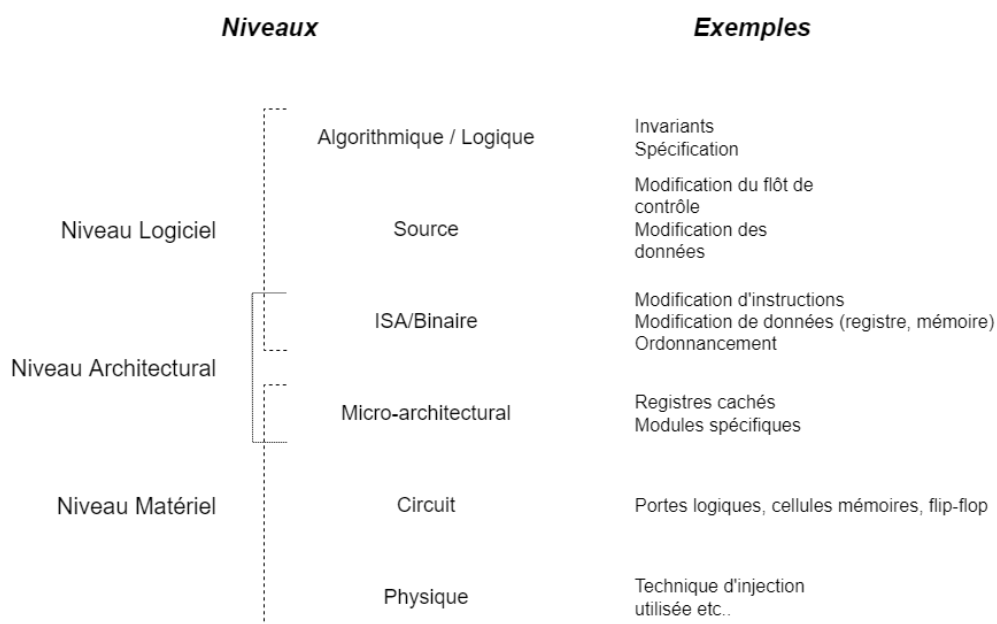 Niveaux
Exemples
Algorithmique / Logique
Invariants
Spécification
Niveau Logiciel
Source
Modification du flôt de
contrôle
Modification des
données
ISA/Binaire
Modification d'instructions
Modification de données (registre, mémoire)
Ordonnancement
Niveau Architectural
Micro-architectural
Registres cachés
Modules spécifiques
Niveau Matériel
Circuit
Portes logiques, cellules mémoires, flip-flop
Physique
Technique d'injection
utilisée etc..